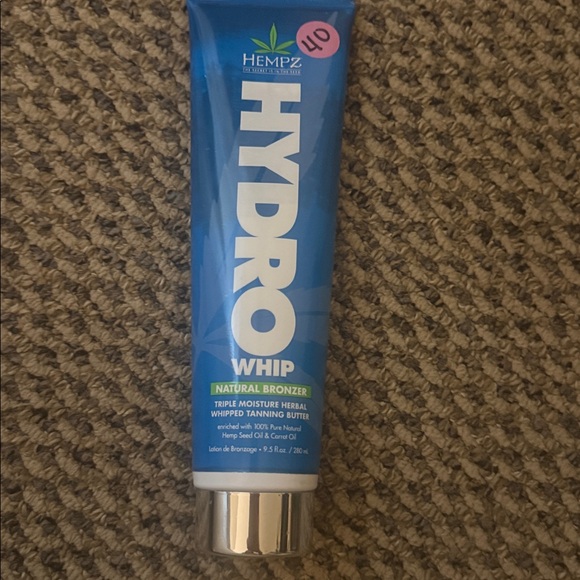 40
HEMPZ
THE SECRET IS IN THE SEED
HYDRO
WHIP
NATURAL BRONZER
TRIPLE MOISTURE HERBAL
WHIPPED TANNING BUTTER
enriched with 100% Pure Natural
Hemp Seed Oil & Carrot Oil
Lotion de Bronzage • 9.5 fl oz. / 280 mL